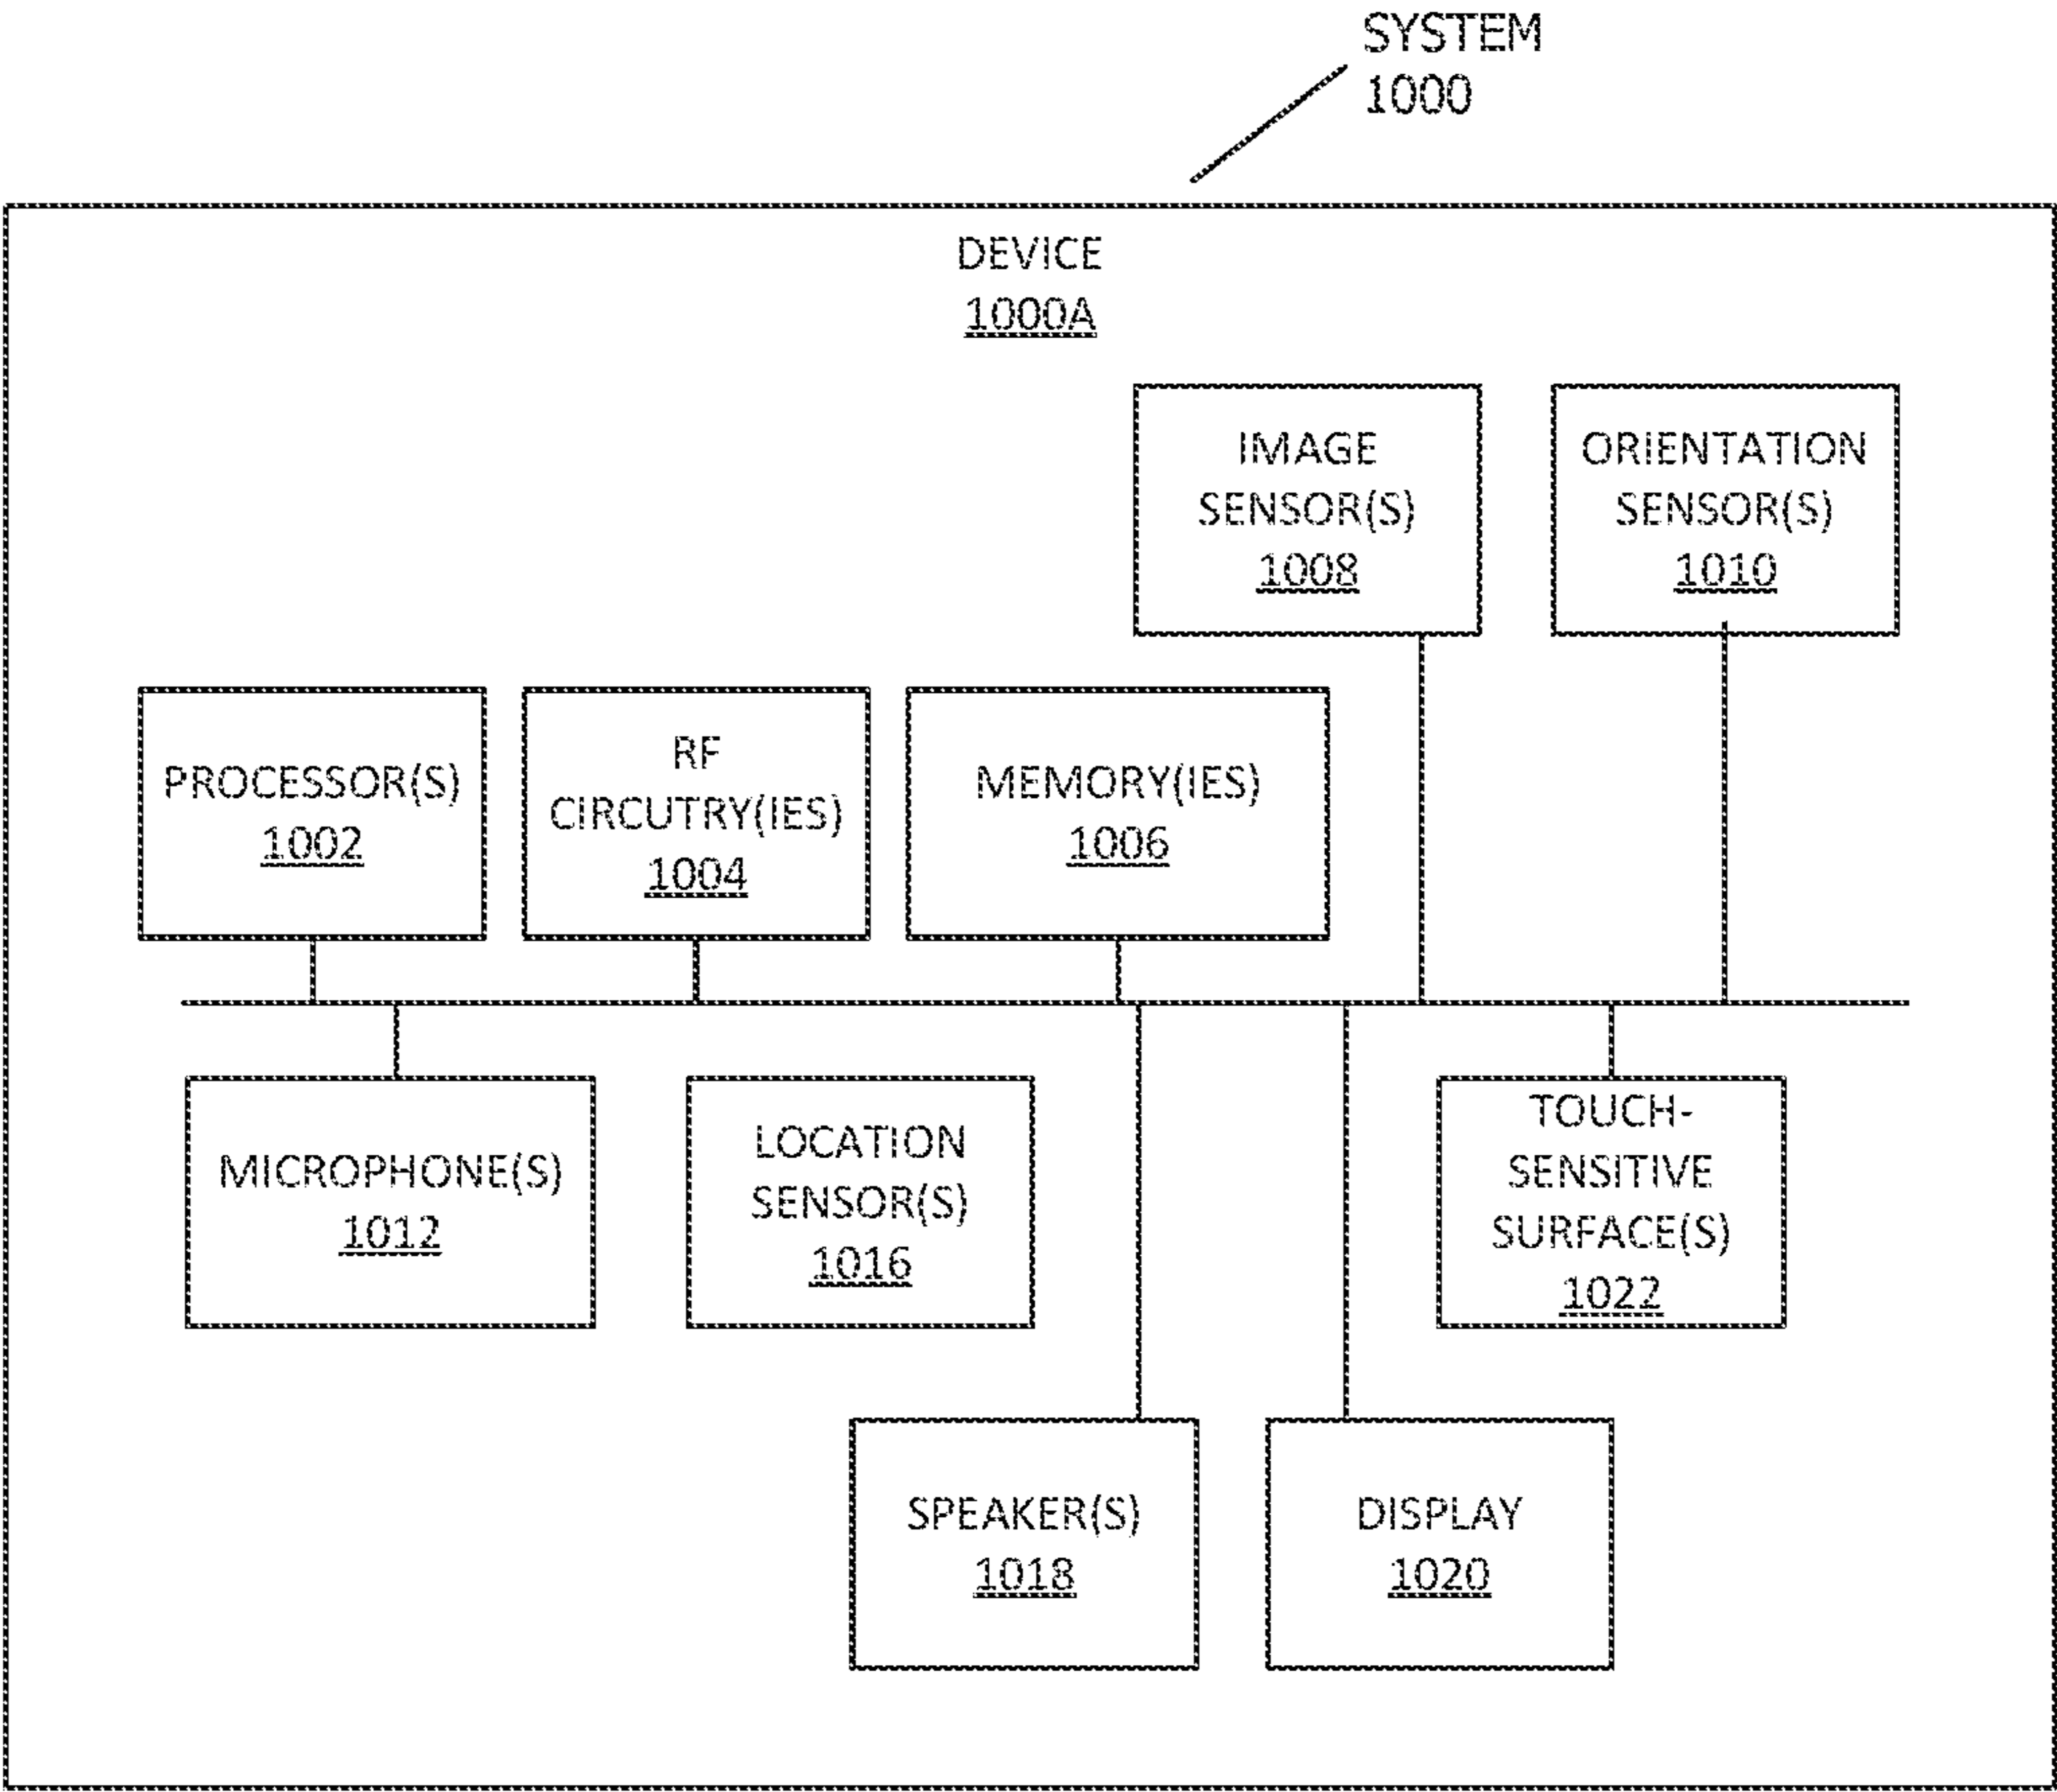 SYSTEM
1000
DEVICE
1000A
IMAGE
SENSOR(S)
1008
ORIENTATION
SENSOR(S)
1010
PROCESSOR(S)
1002
RF
CIRCUTRY(IES)
1004
MEMORY(IES)
1006
MICROPHONE(S)
1012
LOCATION
SENSOR(S)
1016
TOUCH-
SENSITIVE
SURFACE(S)
1022
SPEAKER(S)
1018
DISPLAY
1020